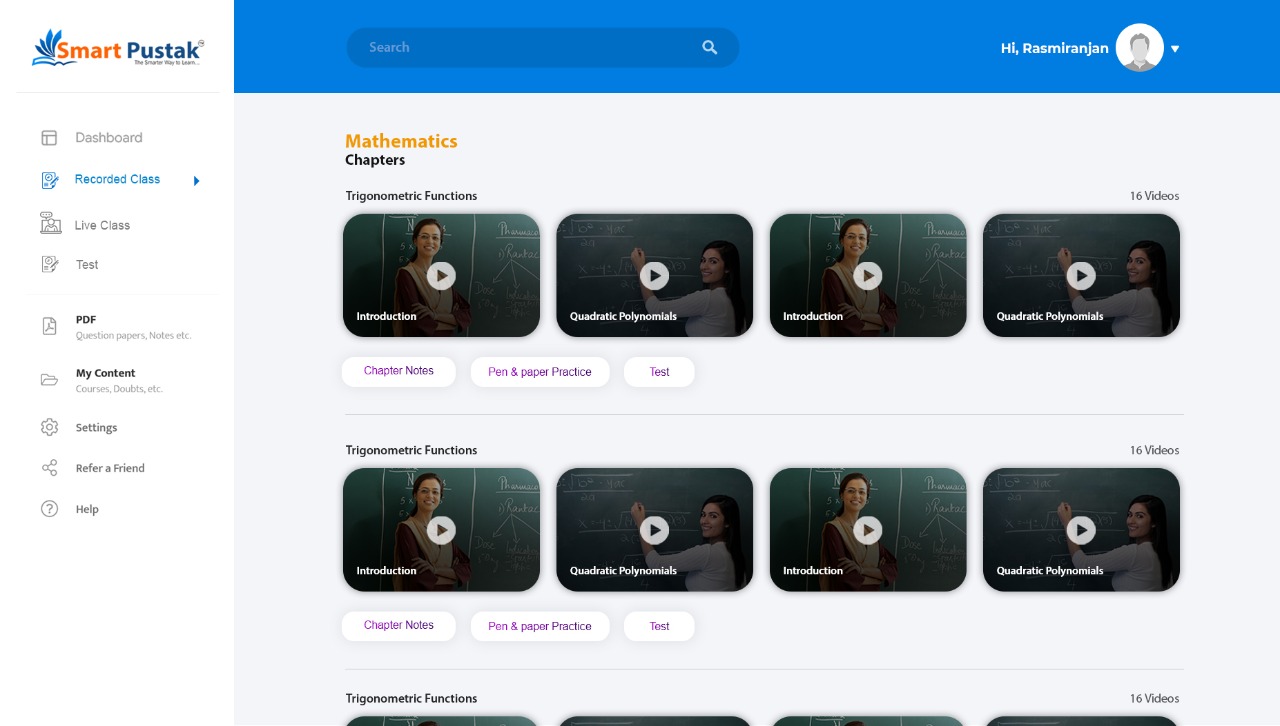 Smart Pustak
The Smarter Way to Learn...
Search
Hi, Rasmiranjan
Dashboard
Recorded Class
Live Class
Test
PDF
Question papers, Notes etc.
My Content
Courses, Doubts, etc.
Settings
Refer a Friend
Help
Mathematics
Chapters
Trigonometric Functions
16 Videos
Introduction
Quadratic Polynomials
Introduction
Quadratic Polynomials
Chapter Notes
Pen & paper Practice
Test
Trigonometric Functions
16 Videos
Introduction
Quadratic Polynomials
Introduction
Quadratic Polynomials
Chapter Notes
Pen & paper Practice
Test
Trigonometric Functions
16 Videos